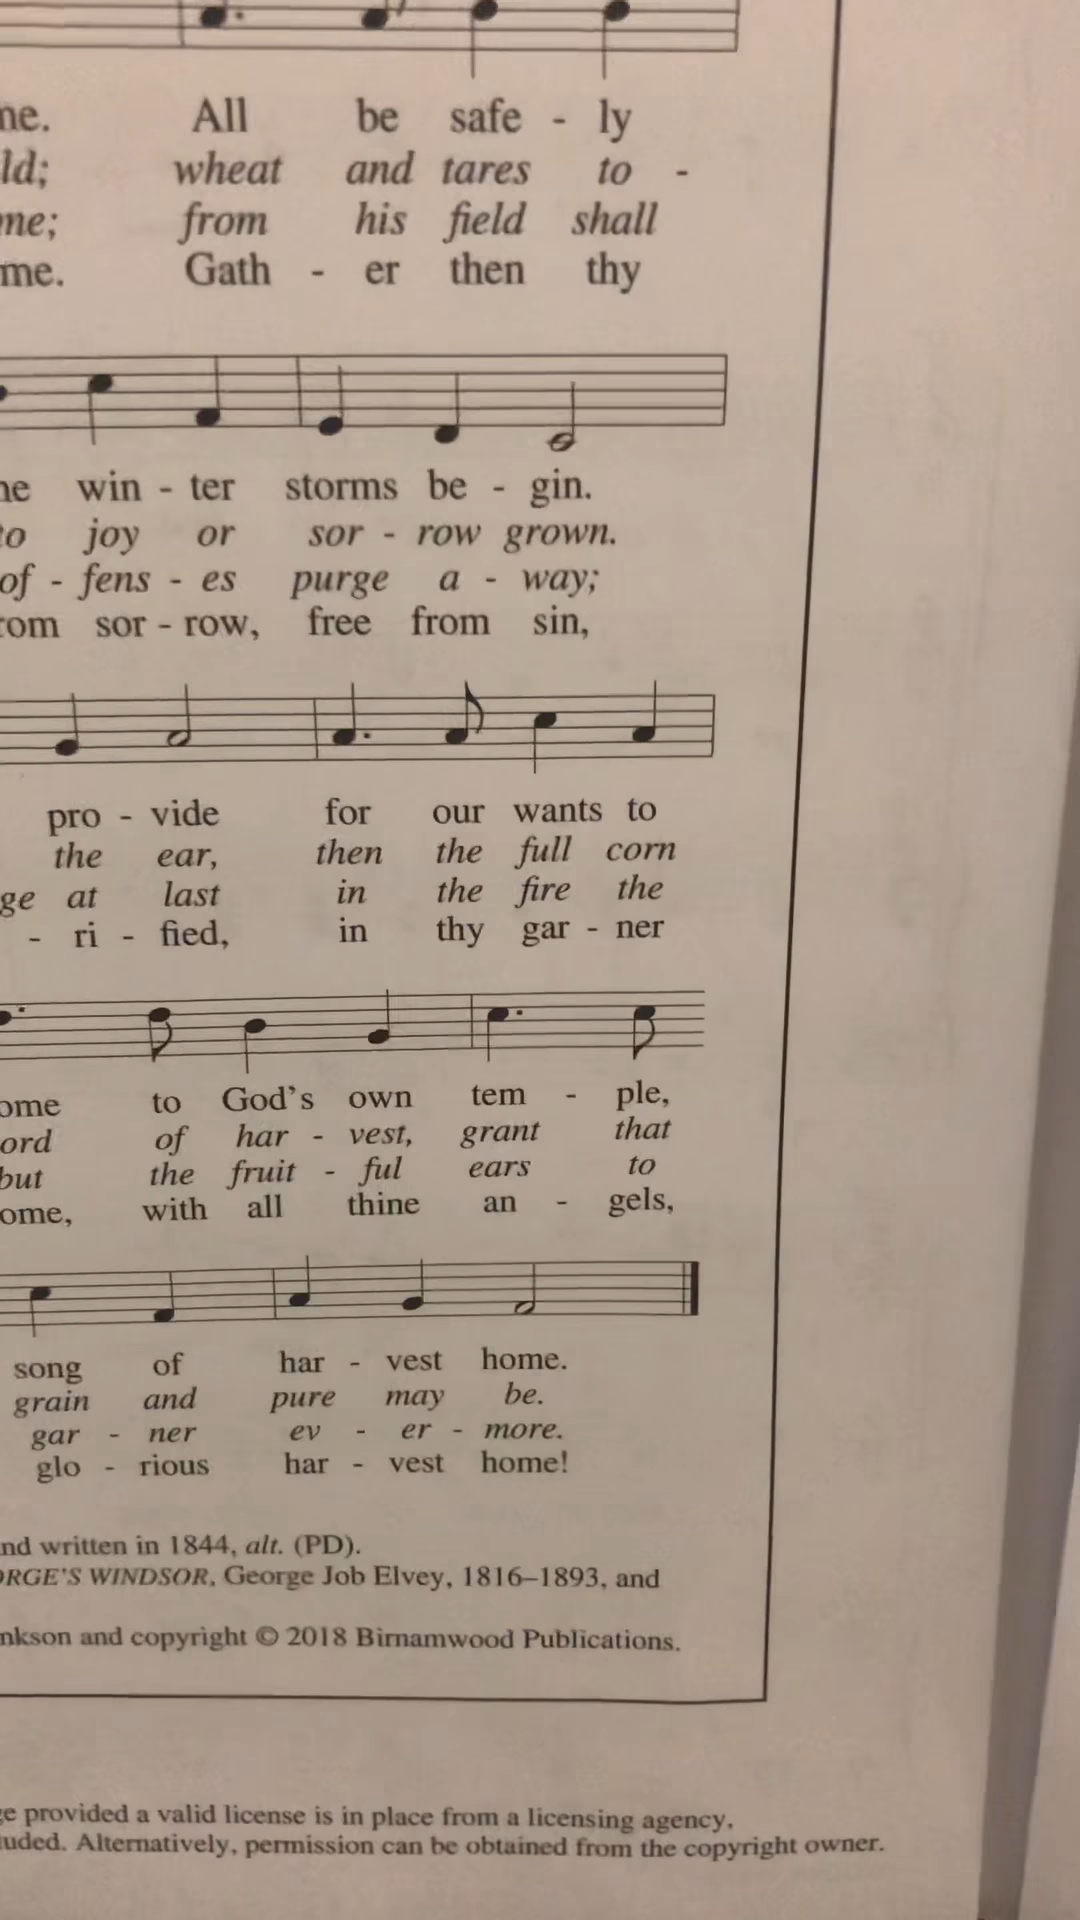 me. All be safe - ly
ld; wheat and tares to -
me; from his field shall
me. Gath - er then thy
he win - ter storms be - gin.
to joy or sor - row grown.
of - fens - es purge a - way;
rom sor - row, free from sin,
pro - vide for our wants to
the ear, then the full corn
ge at last in the fire the
- ri - fied, in thy gar - ner
ome to God's own tem - ple,
ord of har - vest, grant that
but the fruit - ful ears to
ome, with all thine an - gels,
song of har - vest home.
grain and pure may be.
gar - ner ev - er - more.
glo - rious har - vest home!
nd written in 1844, alt. (PD).
ORGE'S WINDSOR, George Job Elvey, 1816–1893, and
nkson and copyright © 2018 Birnamwood Publications.
ge provided a valid license is in place from a licensing agency,
uded. Alternatively, permission can be obtained from the copyright owner.